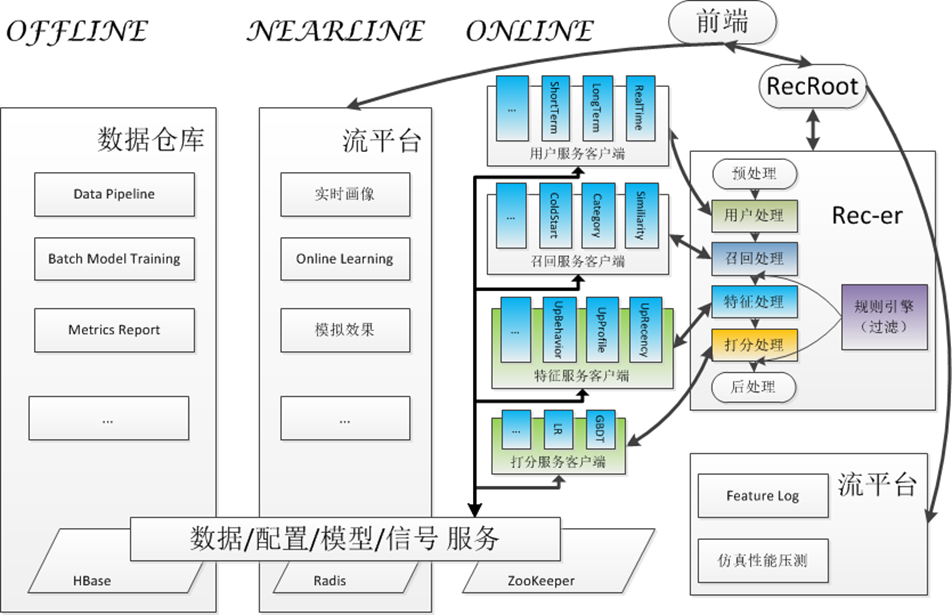 OFFLINE
NEARLINE
ONLINE
前端
RecRoot
数据仓库
Data Pipeline
Batch Model Training
Metrics Report
...
流平台
实时画像
Online Learning
模拟效果
...
...
ShortTerm
LongTerm
RealTime
用户服务客户端
...
ColdStart
Category
Similiarity
召回服务客户端
...
UpBehavior
UpProfile
UpRecency
特征服务客户端
...
LR
GBDT
打分服务客户端
Rec-er
预处理
用户处理
召回处理
特征处理
打分处理
后处理
规则引擎
(过滤)
流平台
Feature Log
仿真性能压测
数据/配置/模型/信号 服务
HBase
Radis
ZooKeeper